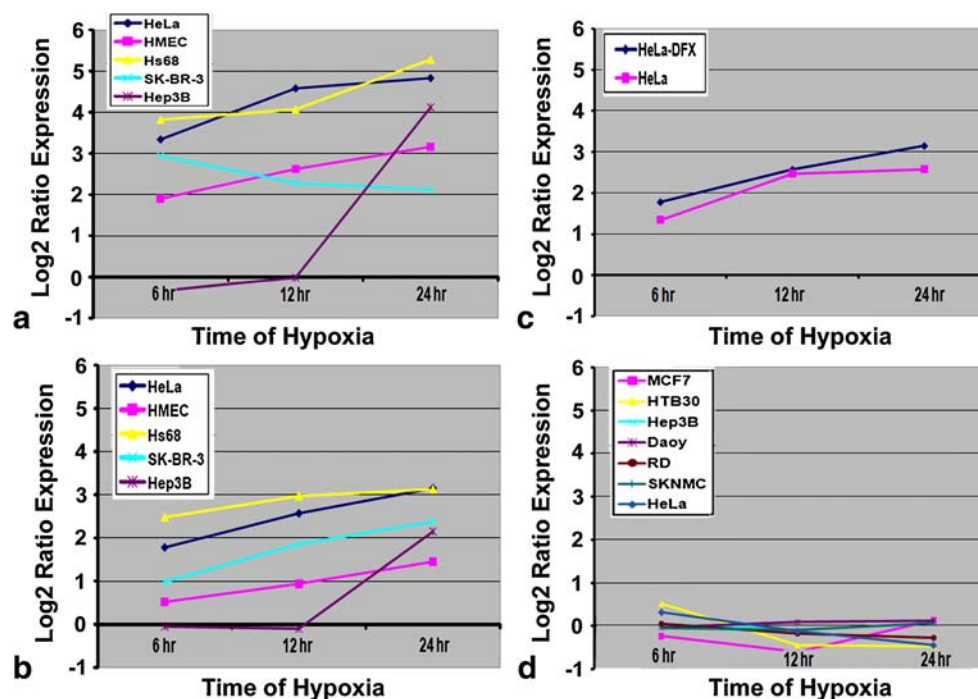 a
Log2 Ratio Expression
6
5
4
3
2
1
0
-1
HeLa
HMEC
Hs68
SK-BR-3
Hep3B
6 hr
12 hr
24 hr
Time of Hypoxia
b
Log2 Ratio Expression
6
5
4
3
2
1
0
-1
HeLa
HMEC
Hs68
SK-BR-3
Hep3B
6 hr
12 hr
24 hr
Time of Hypoxia
c
Log2 Ratio Expression
6
5
4
3
2
1
0
-1
HeLa-DFX
HeLa
6 hr
12 hr
24 hr
Time of Hypoxia
d
Log2 Ratio Expression
6
5
4
3
2
1
0
-1
MCF7
HTB30
Hep3B
Daoy
RD
SKNMC
HeLa
6 hr
12 hr
24 hr
Time of Hypoxia